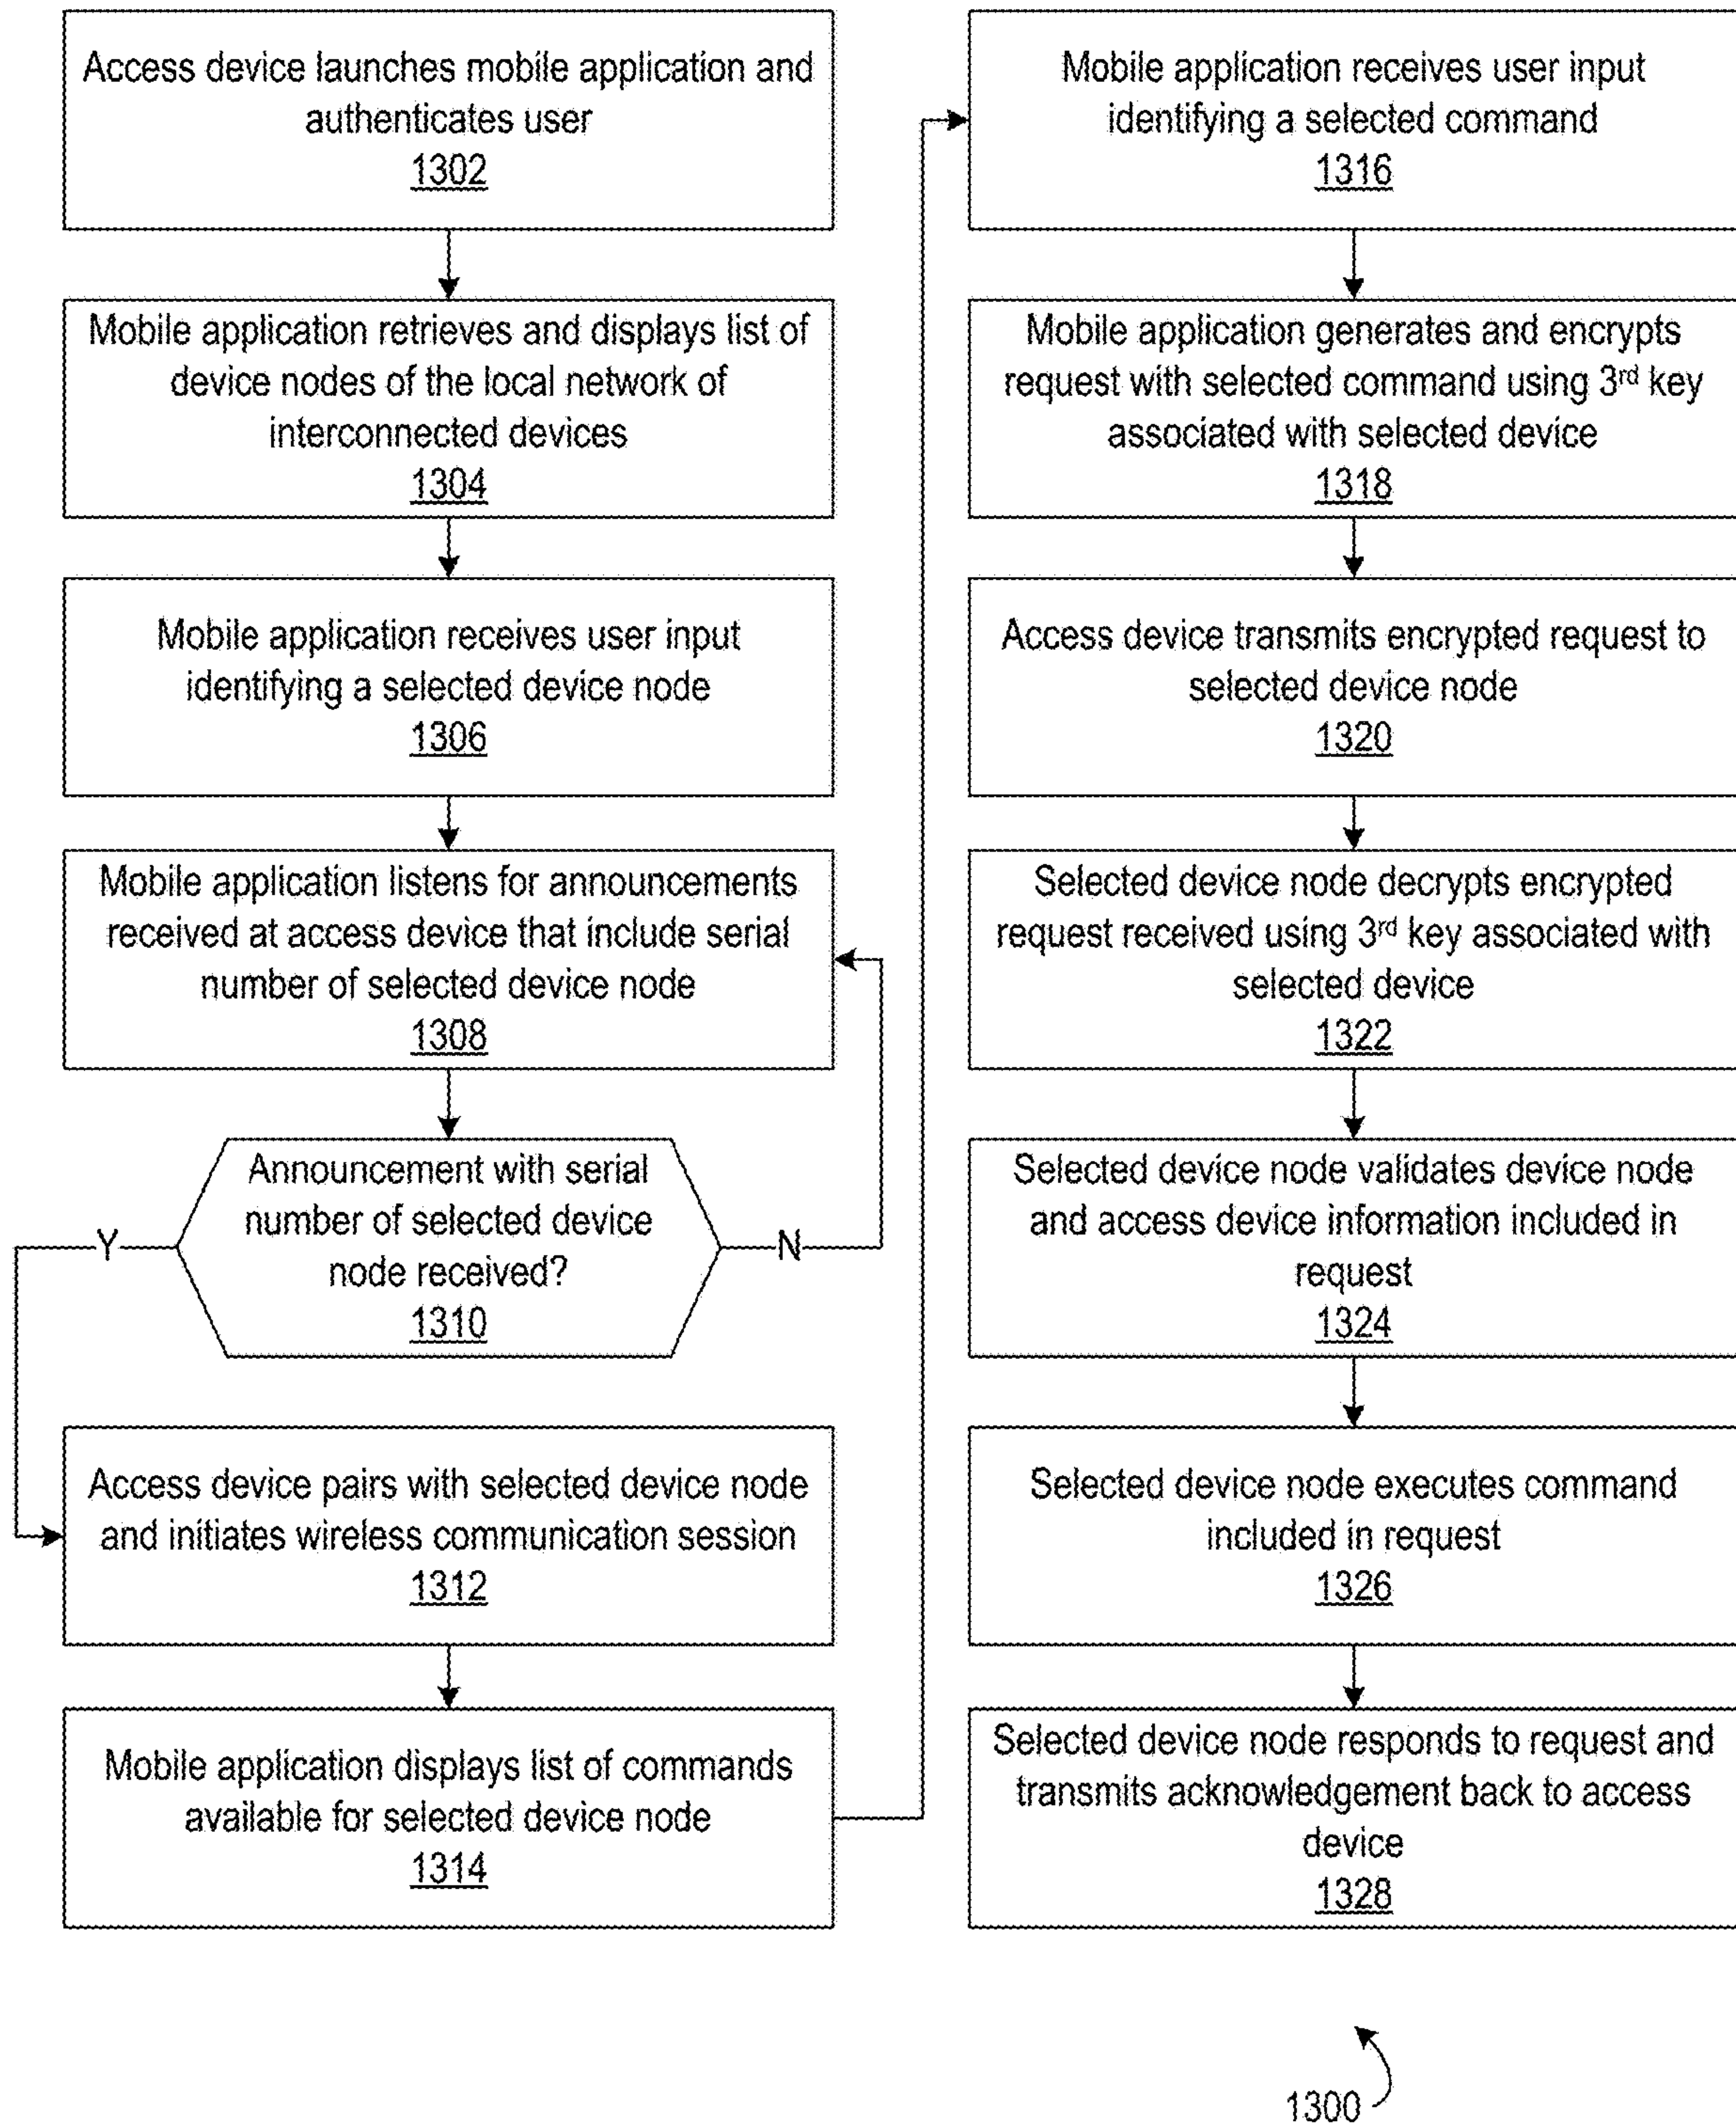 Access device launches mobile application and
authenticates user
1302
Mobile application retrieves and displays list of
device nodes of the local network of
interconnected devices
1304
Mobile application receives user input
identifying a selected device node
1306
Mobile application listens for announcements
received at access device that include serial
number of selected device node
1308
Announcement with serial
number of selected device
node received?
1310
Y
N
Access device pairs with selected device node
and initiates wireless communication session
1312
Mobile application displays list of commands
available for selected device node
1314
Mobile application receives user input
identifying a selected command
1316
Mobile application generates and encrypts
request with selected command using 3rd key
associated with selected device
1318
Access device transmits encrypted request to
selected device node
1320
Selected device node decrypts encrypted
request received using 3rd key associated with
selected device
1322
Selected device node validates device node
and access device information included in
request
1324
Selected device node executes command
included in request
1326
Selected device node responds to request and
transmits acknowledgement back to access
device
1328
1300